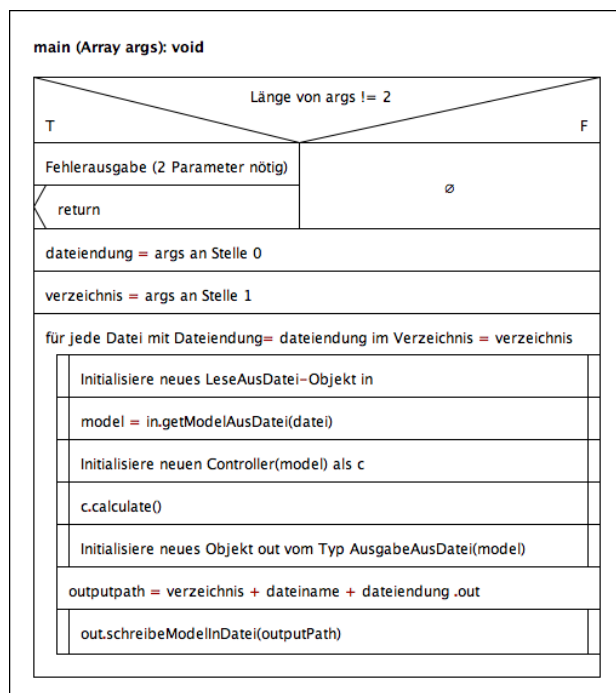 main (Array args): void
Länge von args != 2
T
F
Fehlerausgabe (2 Parameter nötig)
∅
return
dateiendung = args an Stelle 0
verzeichnis = args an Stelle 1
für jede Datei mit Dateiendung= dateiendung im Verzeichnis = verzeichnis
Initialisiere neues LeseAusDatei-Objekt in
model = in.getModelAusDatei(datei)
Initialisiere neuen Controller(model) als c
c.calculate()
Initialisiere neues Objekt out vom Typ AusgabeAusDatei(model)
outputpath = verzeichnis + dateiname + dateiendung .out
out.schreibeModelInDatei(outputPath)